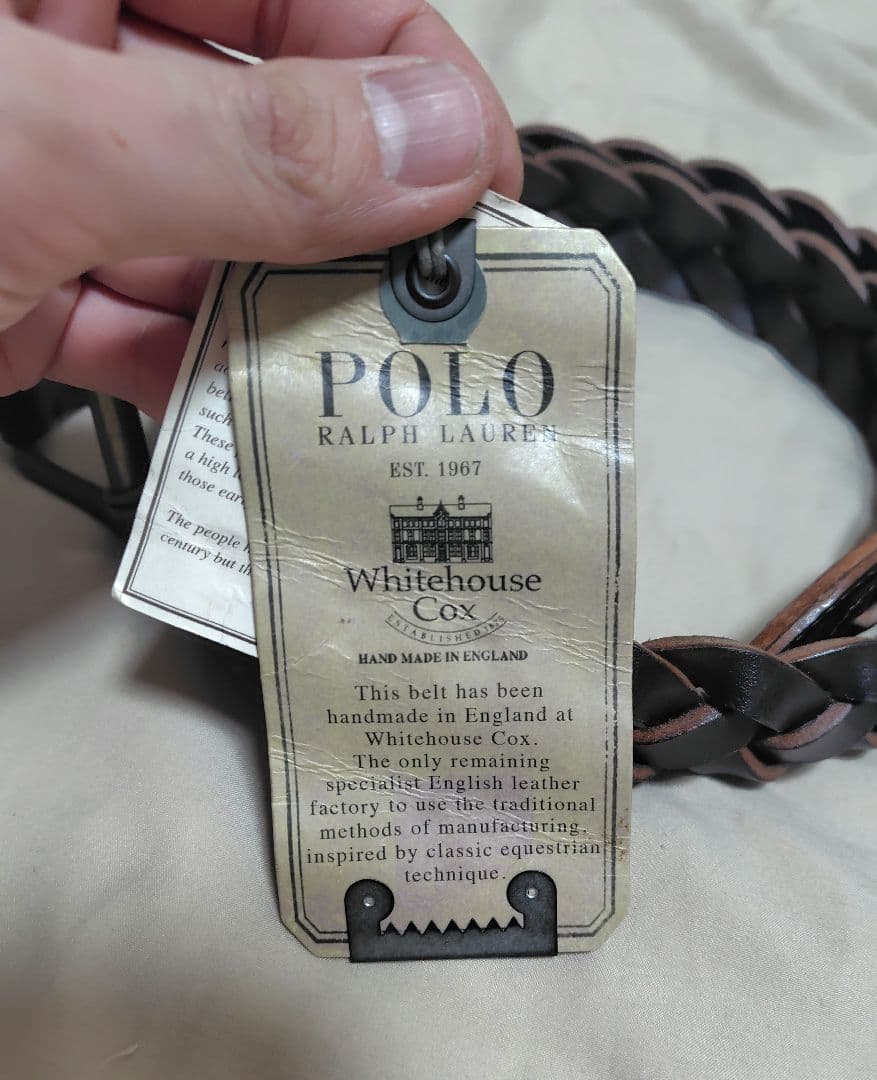 POLO
RALPH LAUREN
EST. 1967
Whitehouse
Cox
ESTABLISHED 1875
HAND MADE IN ENGLAND
This belt has been
handmade in England at
Whitehouse Cox.
The only remaining
specialist English leather
factory to use the traditional
methods of manufacturing,
inspired by classic equestrian
technique.
such
These
a high
those
The people
century but